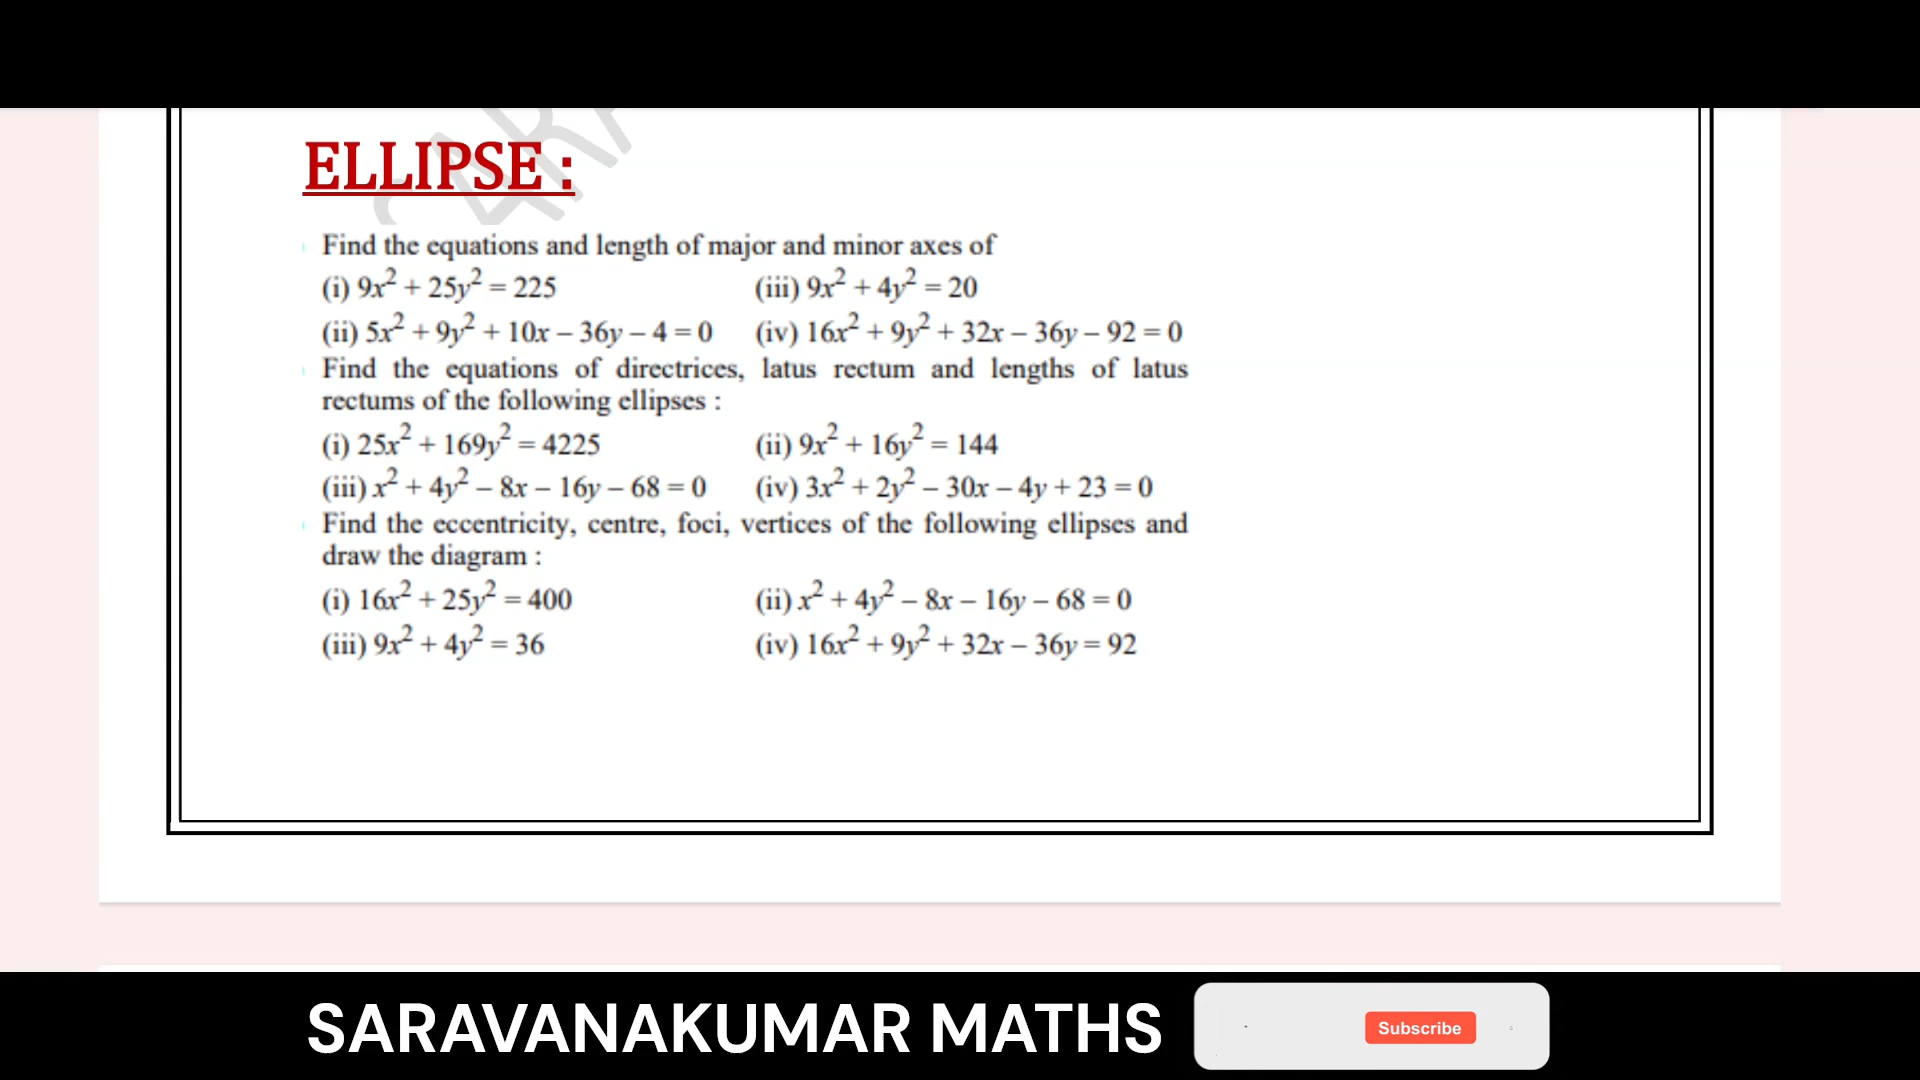 ELLIPSE :
Find the equations and length of major and minor axes of
(i) 9x² + 25y² = 225 (iii) 9x² + 4y² = 20
(ii) 5x² + 9y² + 10x – 36y – 4 = 0 (iv) 16x² + 9y² + 32x – 36y – 92 = 0
Find the equations of directrices, latus rectum and lengths of latus
rectums of the following ellipses :
(i) 25x² + 169y² = 4225 (ii) 9x² + 16y² = 144
(iii) x² + 4y² – 8x – 16y – 68 = 0 (iv) 3x² + 2y² – 30x – 4y + 23 = 0
Find the eccentricity, centre, foci, vertices of the following ellipses and
draw the diagram :
(i) 16x² + 25y² = 400 (ii) x² + 4y² – 8x – 16y – 68 = 0
(iii) 9x² + 4y² = 36 (iv) 16x² + 9y² + 32x – 36y = 92
SARAVANAKUMAR MATHS
Subscribe